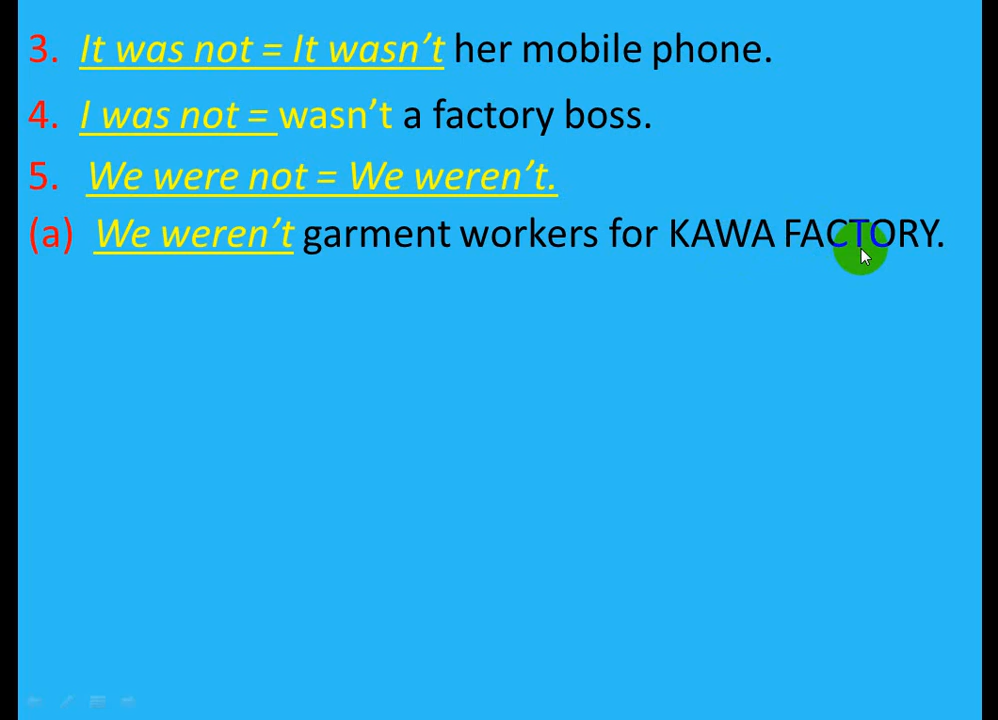 3. It was not = It wasn’t her mobile phone.
4. I was not = wasn’t a factory boss.
5. We were not = We weren’t.
(a) We weren’t garment workers for KAWA FACTORY.